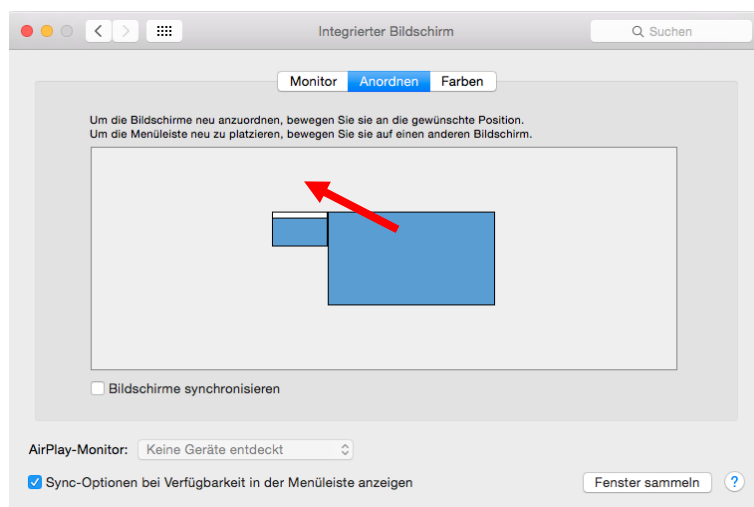 Integrierter Bildschirm
Suchen
Monitor Anordnen Farben
Um die Bildschirme neu anzuordnen, bewegen Sie sie an die gewünschte Position.
Um die Menüleiste neu zu platzieren, bewegen Sie sie auf einen anderen Bildschirm.
Bildschirme synchronisieren
AirPlay-Monitor: Keine Geräte entdeckt
Sync-Optionen bei Verfügbarkeit in der Menüleiste anzeigen
Fenster sammeln ?